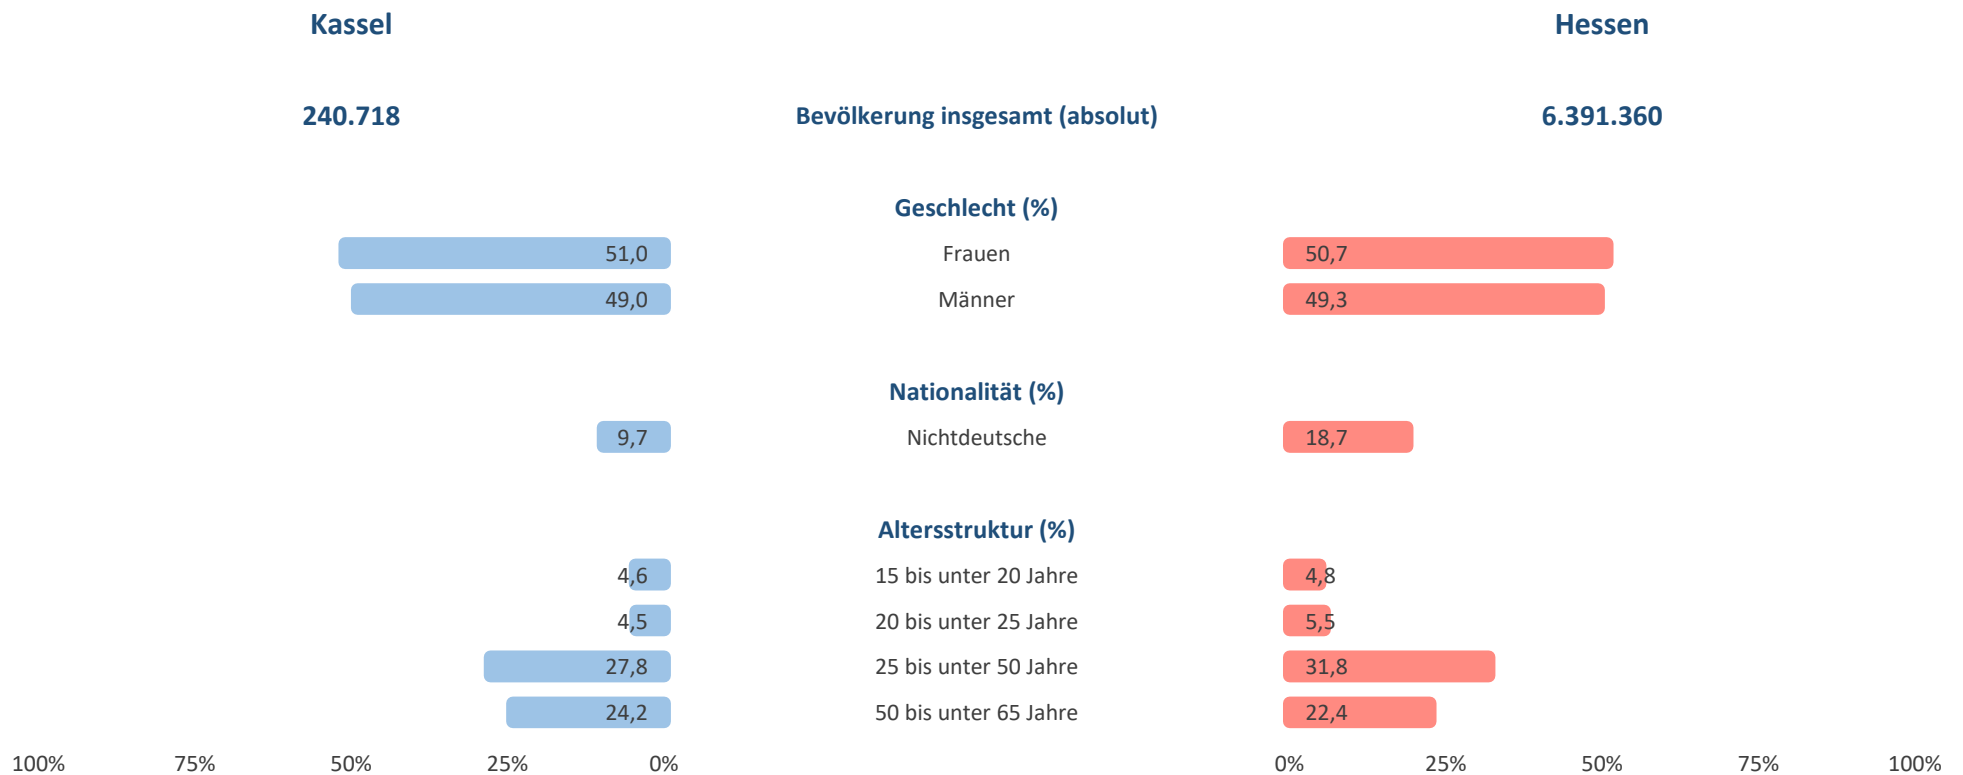 Kassel Hessen
240.718 Bevölkerung insgesamt (absolut) 6.391.360
Geschlecht (%)
51,0 Frauen 50,7
49,0 Männer 49,3
Nationalität (%)
9,7 Nichtdeutsche 18,7
Altersstruktur (%)
4,6 15 bis unter 20 Jahre 4,8
4,5 20 bis unter 25 Jahre 5,5
27,8 25 bis unter 50 Jahre 31,8
24,2 50 bis unter 65 Jahre 22,4
100% 75% 50% 25% 0% 0% 25% 50% 75% 100%